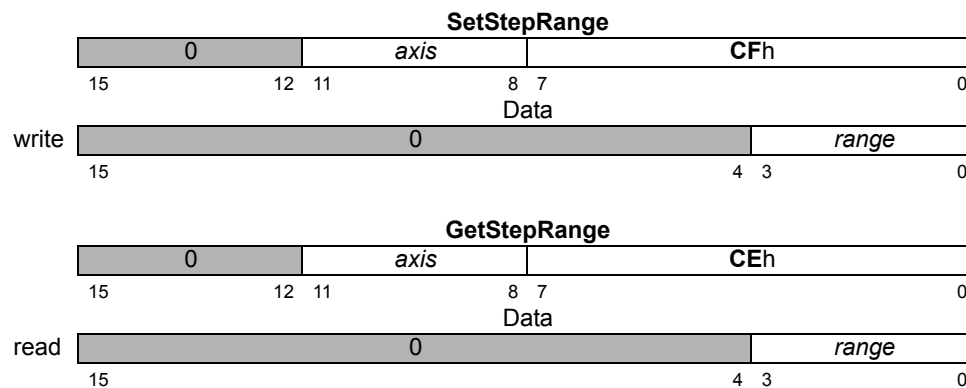 SetStepRange
0 axis CFh
15 12 11 8 7 0
Data
write 0 range
15 4 3 0
GetStepRange
0 axis CEh
15 12 11 8 7 0
Data
read 0 range
15 4 3 0